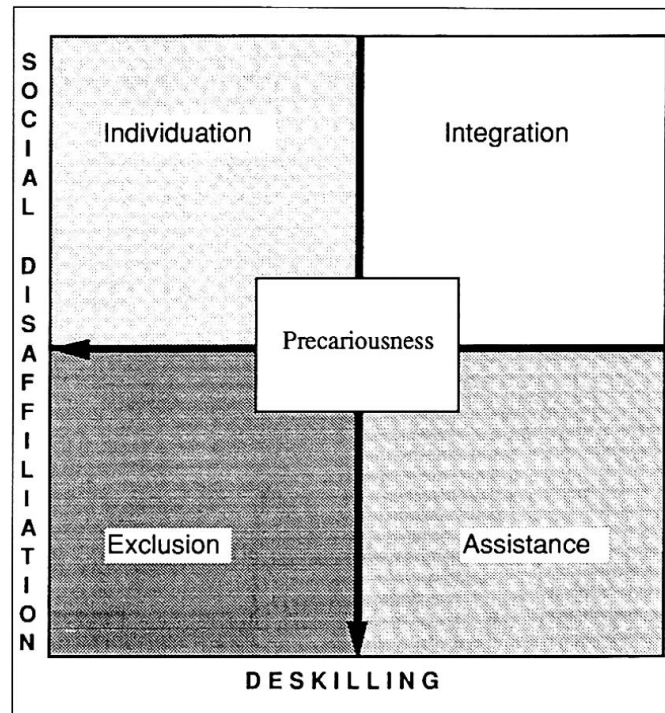 SOCIAL DISAFFILIATION
Individuation
Integration
Precariousness
Exclusion
Assistance
DESKILLING